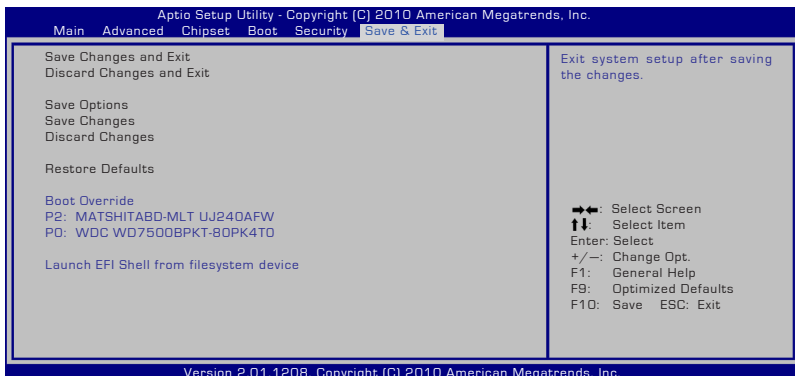 Aptio Setup Utility - Copyright (C) 2010 American Megatrends, Inc.
Main Advanced Chipset Boot Security Save & Exit
Save Changes and Exit
Discard Changes and Exit
Save Options
Save Changes
Discard Changes
Restore Defaults
Boot Override
P2: MATSHITABD-MLT UJ240AFW
P0: WDC WD7500BPKT-80PK4T0
Launch EFI Shell from filesystem device
Exit system setup after saving
the changes.
→←: Select Screen
↑↓: Select Item
Enter: Select
+/—: Change Opt.
F1: General Help
F9: Optimized Defaults
F10: Save ESC: Exit
Version 2.01.1208. Copyright (C) 2010 American Megatrends, Inc.